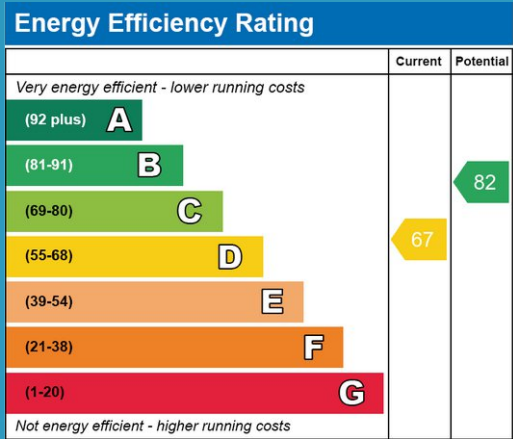 Energy Efficiency Rating
Current Potential
Very energy efficient - lower running costs
(92 plus) A
(81-91) B
82
(69-80) C
67
(55-68) D
(39-54) E
(21-38) F
(1-20) G
Not energy efficient - higher running costs